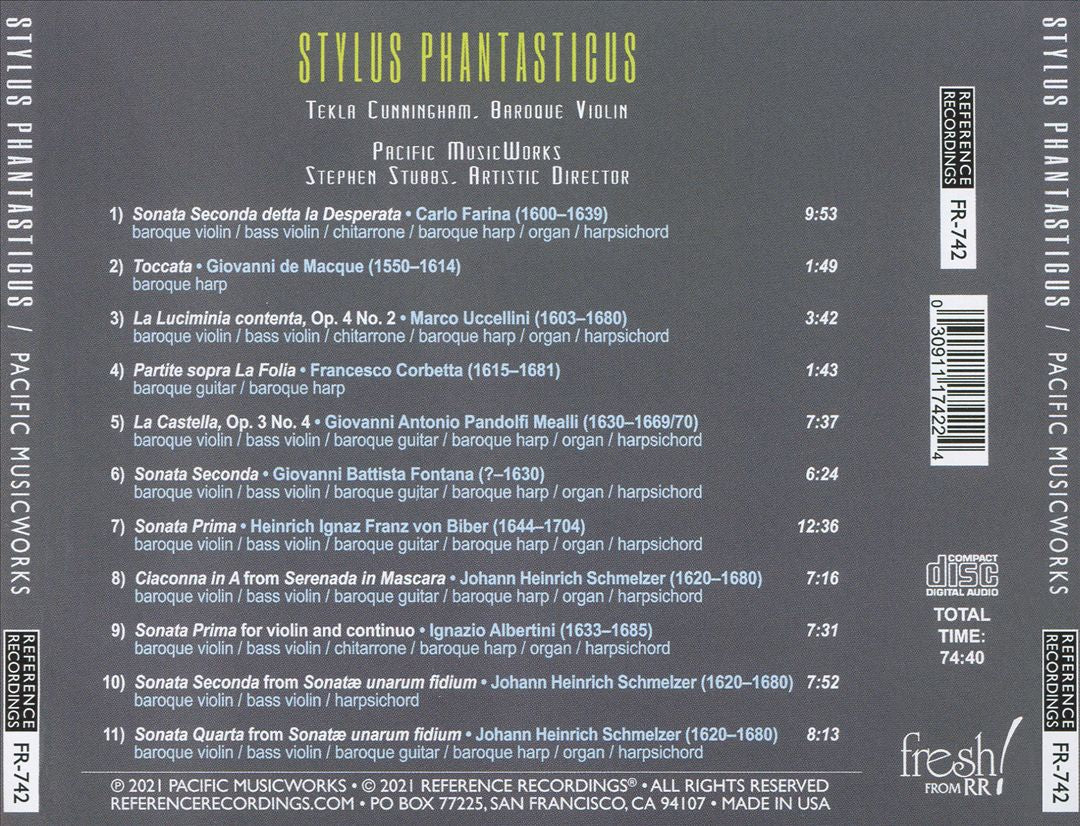 STYLUS PHANTASTICUS / PACIFIC MUSICWORKS
REFERENCE
RECORDINGS
FR-742
STYLUS PHANTASTICUS
TEKLA CUNNINGHAM, BAROQUE VIOLIN
PACIFIC MUSICWORKS
STEPHEN STUBBS, ARTISTIC DIRECTOR
1) Sonata Seconda detta la Desperata • Carlo Farina (1600–1639) 9:53
baroque violin / bass violin / chitarrone / baroque harp / organ / harpsichord
2) Toccata • Giovanni de Macque (1550–1614) 1:49
baroque harp
3) La Luciminia contenta, Op. 4 No. 2 • Marco Uccellini (1603–1680) 3:42
baroque violin / bass violin / chitarrone / baroque harp / organ / harpsichord
4) Partite sopra La Folia • Francesco Corbetta (1615–1681) 1:43
baroque guitar / baroque harp
5) La Castella, Op. 3 No. 4 • Giovanni Antonio Pandolfi Mealli (1630–1669/70) 7:37
baroque violin / bass violin / baroque guitar / baroque harp / organ / harpsichord
6) Sonata Seconda • Giovanni Battista Fontana (?–1630) 6:24
baroque violin / bass violin / baroque guitar / baroque harp / organ / harpsichord
7) Sonata Prima • Heinrich Ignaz Franz von Biber (1644–1704) 12:36
baroque violin / bass violin / baroque guitar / baroque harp / organ / harpsichord
8) Ciaconna in A from Serenada in Mascara • Johann Heinrich Schmelzer (1620–1680) 7:16
baroque violin / bass violin / baroque guitar / baroque harp / organ / harpsichord
9) Sonata Prima for violin and continuo • Ignazio Albertini (1633–1685) 7:31
baroque violin / bass violin / chitarrone / baroque harp / organ / harpsichord
10) Sonata Seconda from Sonatæ unarum fidium • Johann Heinrich Schmelzer (1620–1680) 7:52
baroque violin / bass violin / harpsichord
11) Sonata Quarta from Sonatæ unarum fidium • Johann Heinrich Schmelzer (1620–1680) 8:13
baroque violin / bass violin / baroque guitar / baroque harp / organ / harpsichord
℗ 2021 PACIFIC MUSICWORKS • © 2021 REFERENCE RECORDINGS® • ALL RIGHTS RESERVED
REFERENCERECORDINGS.COM • PO BOX 77225, SAN FRANCISCO, CA 94107 • MADE IN USA
REFERENCE
RECORDINGS
FR-742
0 30911 17422 4
COMPACT
disc
DIGITAL AUDIO
TOTAL
TIME:
74:40
fresh!
FROM RR
STYLUS PHANTASTICUS / PACIFIC MUSICWORKS
REFERENCE
RECORDINGS
FR-742